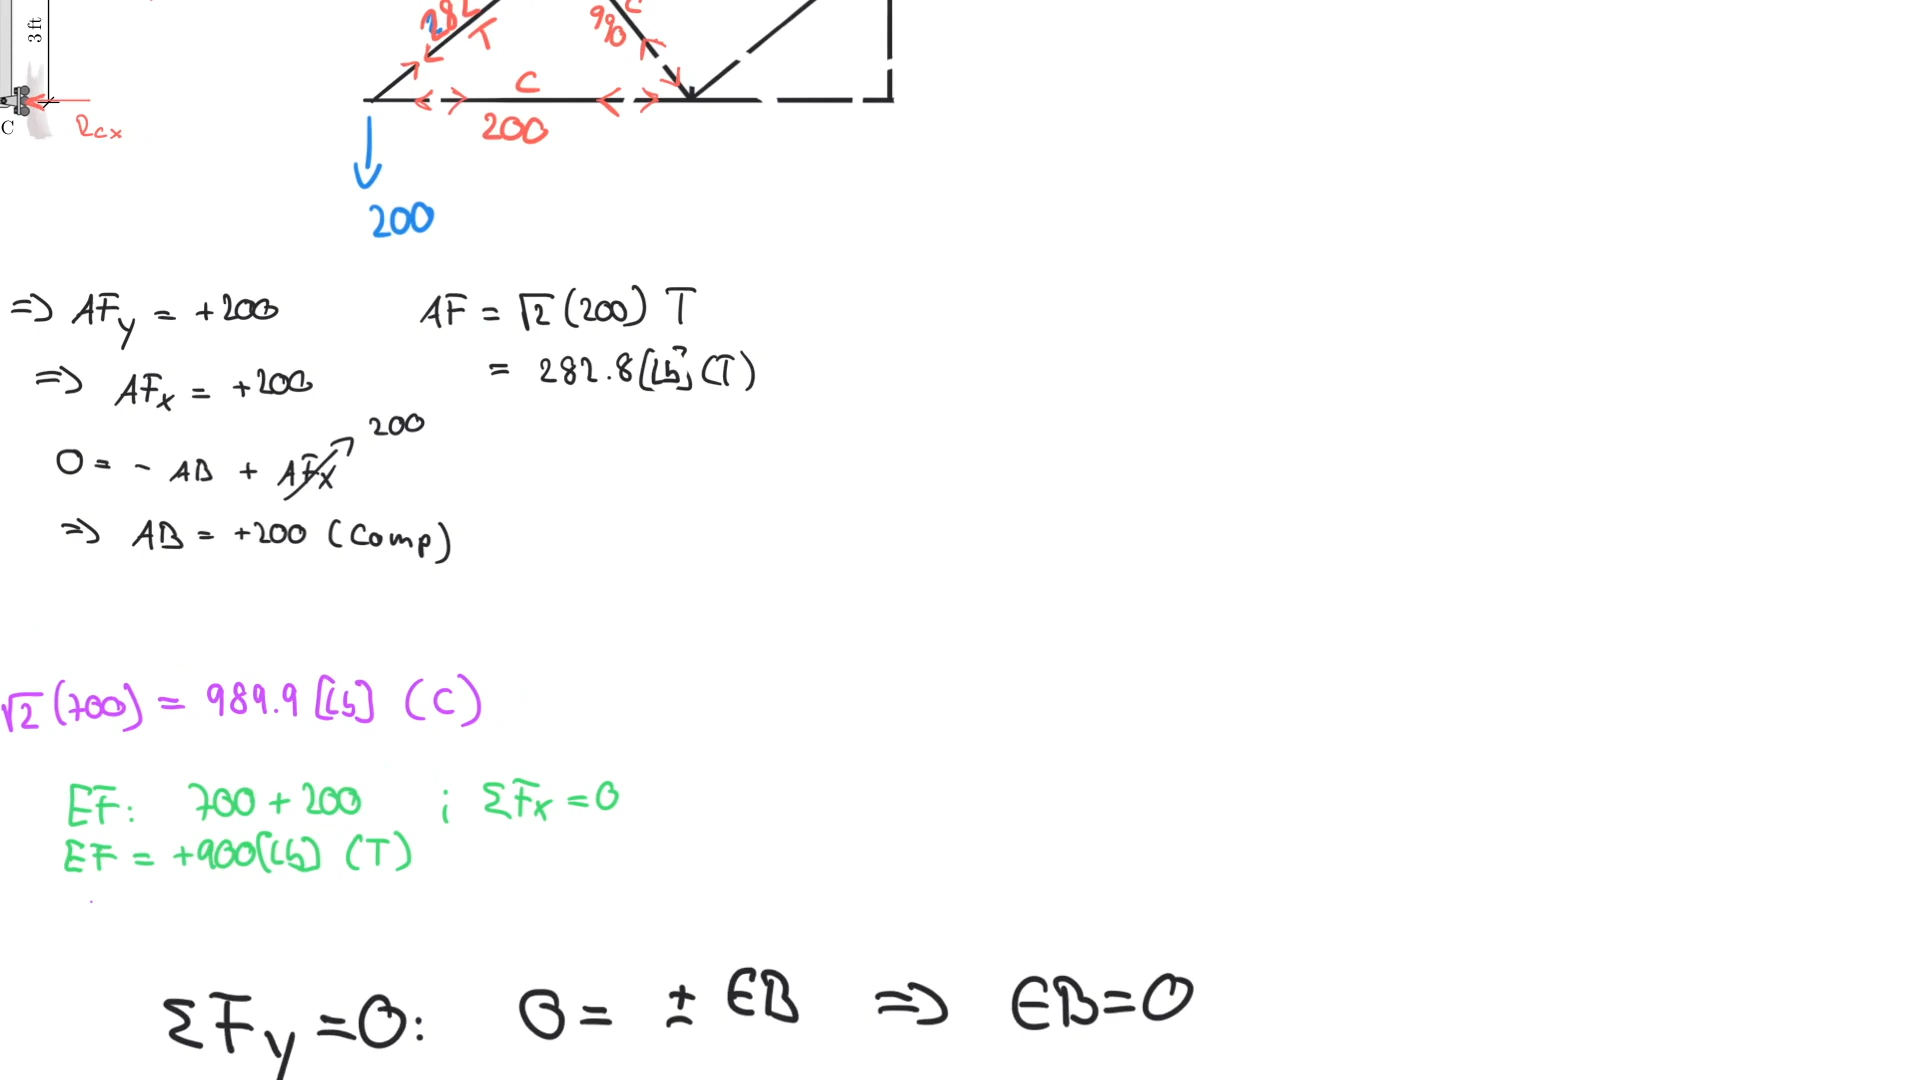 3 ft
282
T
C
990
C
200
C
Rcx
200
=> AFy = +200
AF = √2 (200) T
= 282.8 [Lb] (T)
=> AFx = +200
200
0 = - AB + AFx
=> AB = +200 (Comp)
√2 (700) = 989.9 [Lb] (C)
EF: 700 + 200 ; ΣFx = 0
EF = +900 [Lb] (T)
ΣFy = 0: 0 = ± EB => EB = 0